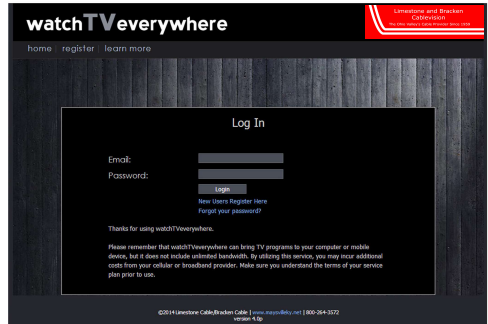 watchTVeverywhere
Limestone and Bracken
Cablevision
The Ohio Valley's Cable Provider Since 1959
home | register | learn more
Log In
Email:
Password:
Login
New Users Register Here
Forgot your password?
Thanks for using watchTVeverywhere.
Please remember that watchTVeverywhere can bring TV programs to your computer or mobile
device, but it does not include unlimited bandwidth. By utilizing this service, you may incur additional
costs from your cellular or broadband provider. Make sure you understand the terms of your service
plan prior to use.
©2014 Limestone Cable/Bracken Cable | www.maysvilleky.net | 800-264-3572
version 4.0p